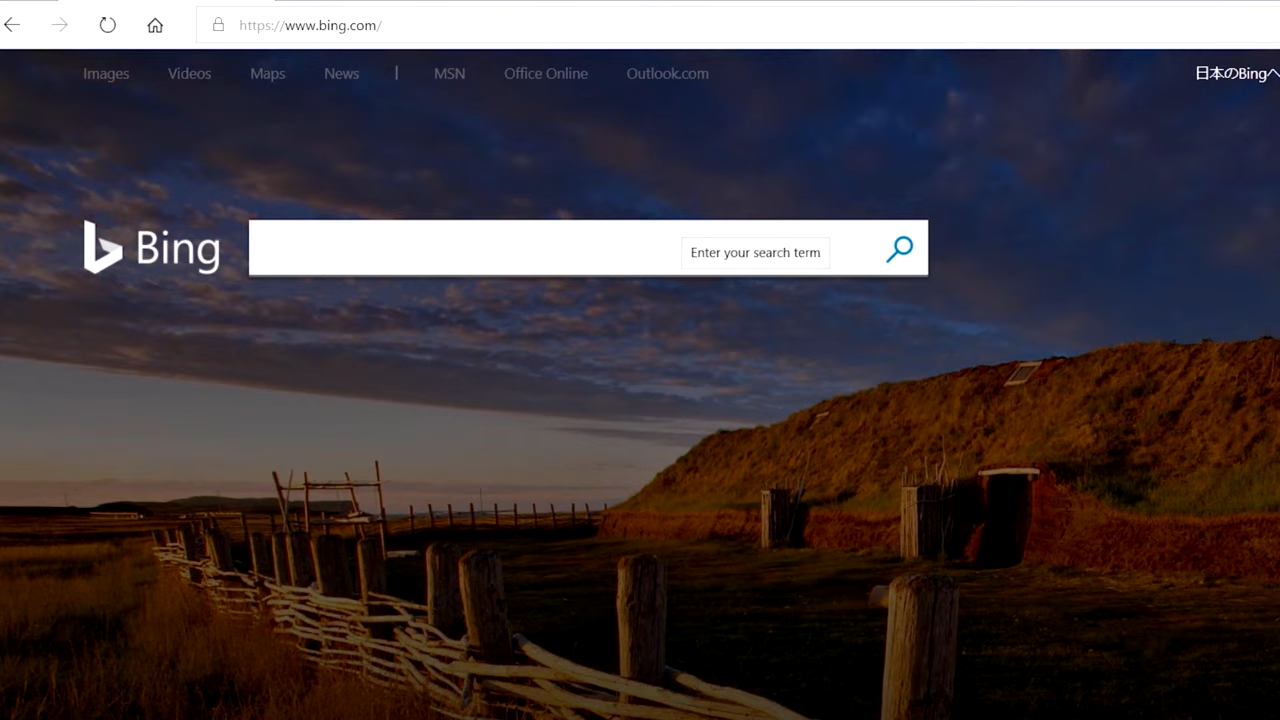 https://www.bing.com/
Images Videos Maps News | MSN Office Online Outlook.com 日本のBingへ
Bing
Enter your search term